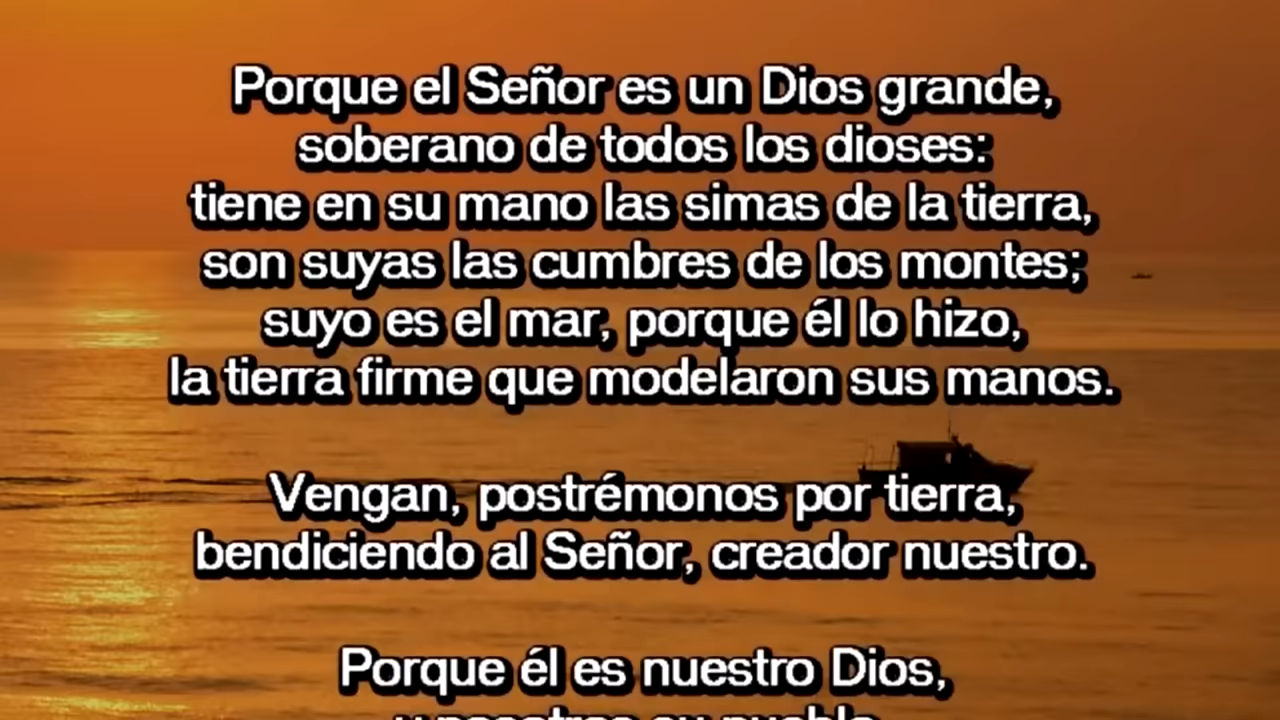 Porque el Señor es un Dios grande,
soberano de todos los dioses:
tiene en su mano las simas de la tierra,
son suyas las cumbres de los montes;
suyo es el mar, porque él lo hizo,
la tierra firme que modelaron sus manos.
Vengan, postrémonos por tierra,
bendiciendo al Señor, creador nuestro.
Porque él es nuestro Dios,
y nosotros su pueblo,